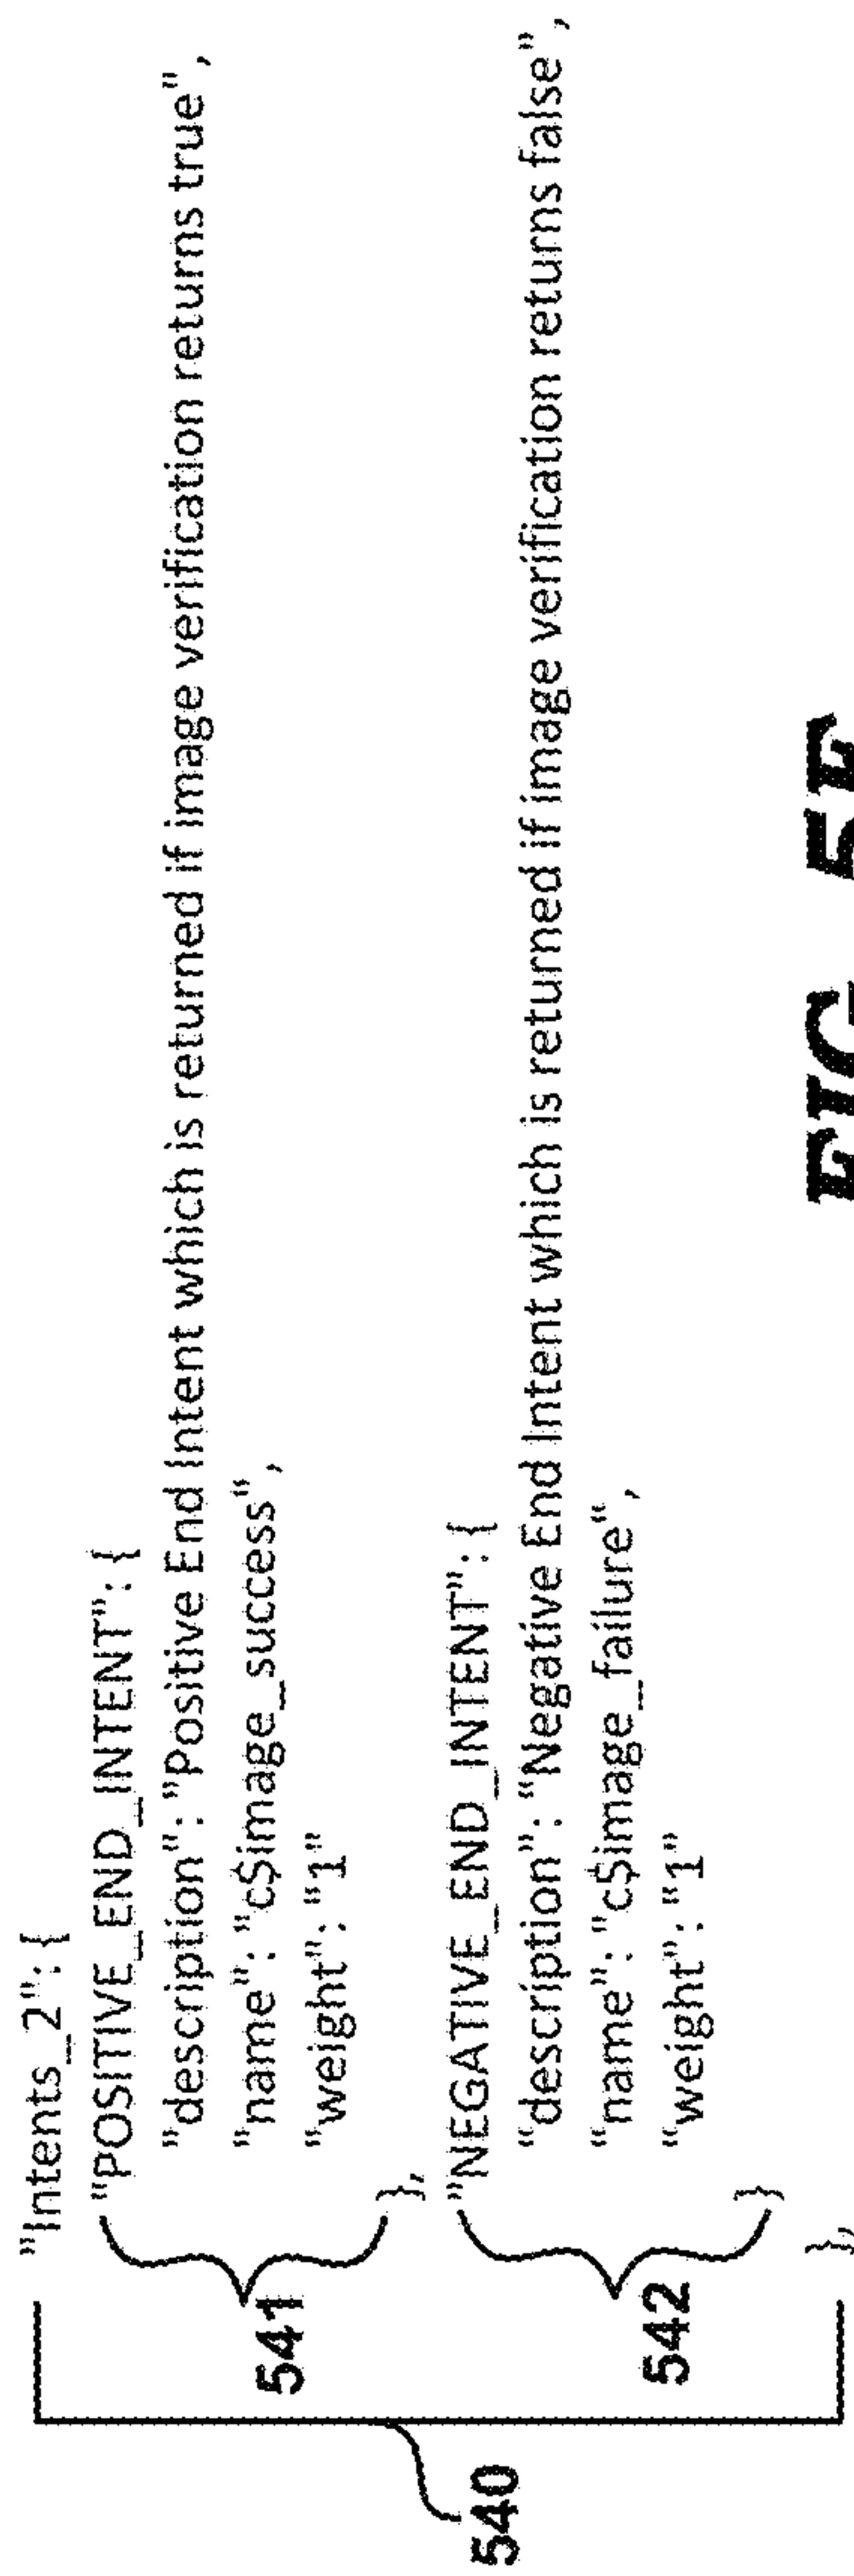 "Intents_2": {
"POSITIVE_END_INTENT": {
"description": "Positive End Intent which is returned if image verification returns true",
"name": "c$image_success",
"weight": "1"
},
"NEGATIVE_END_INTENT": {
"description": "Negative End Intent which is returned if image verification returns false",
"name": "c$image_failure",
"weight": "1"
}
},
541
542
540
FIG